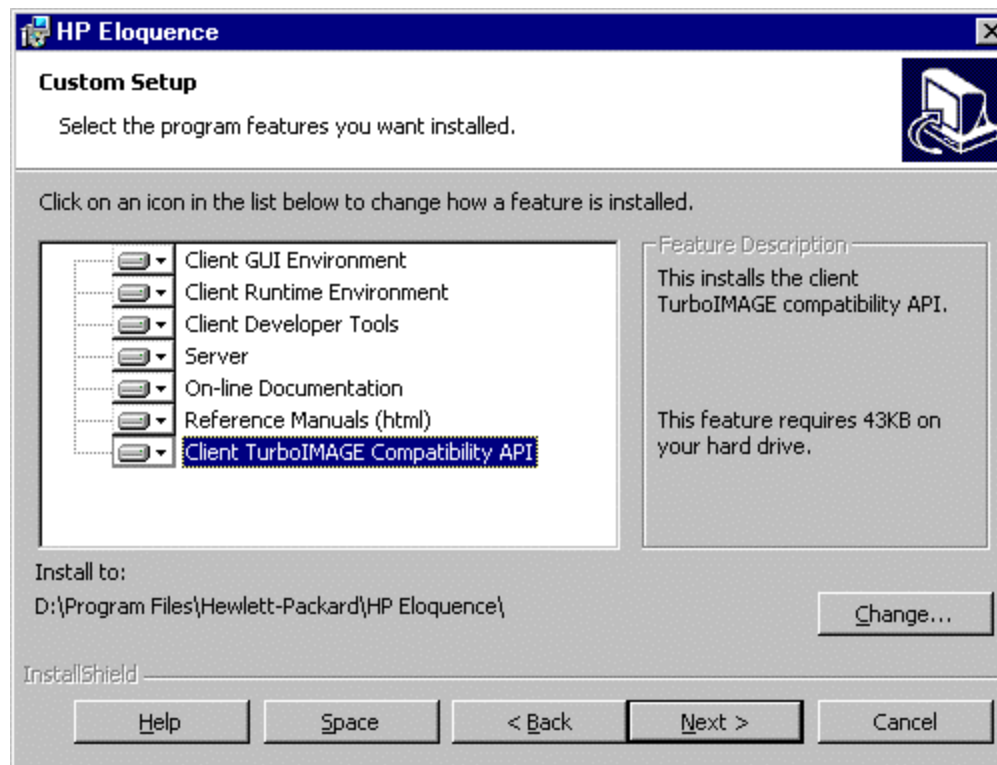 HP Eloquence
Custom Setup
Select the program features you want installed.
Click on an icon in the list below to change how a feature is installed.
Client GUI Environment
Client Runtime Environment
Client Developer Tools
Server
On-line Documentation
Reference Manuals (html)
Client TurboIMAGE Compatibility API
Feature Description
This installs the client
TurboIMAGE compatibility API.
This feature requires 43KB on
your hard drive.
Install to:
D:\Program Files\Hewlett-Packard\HP Eloquence\
Change...
InstallShield
Help
Space
< Back
Next >
Cancel